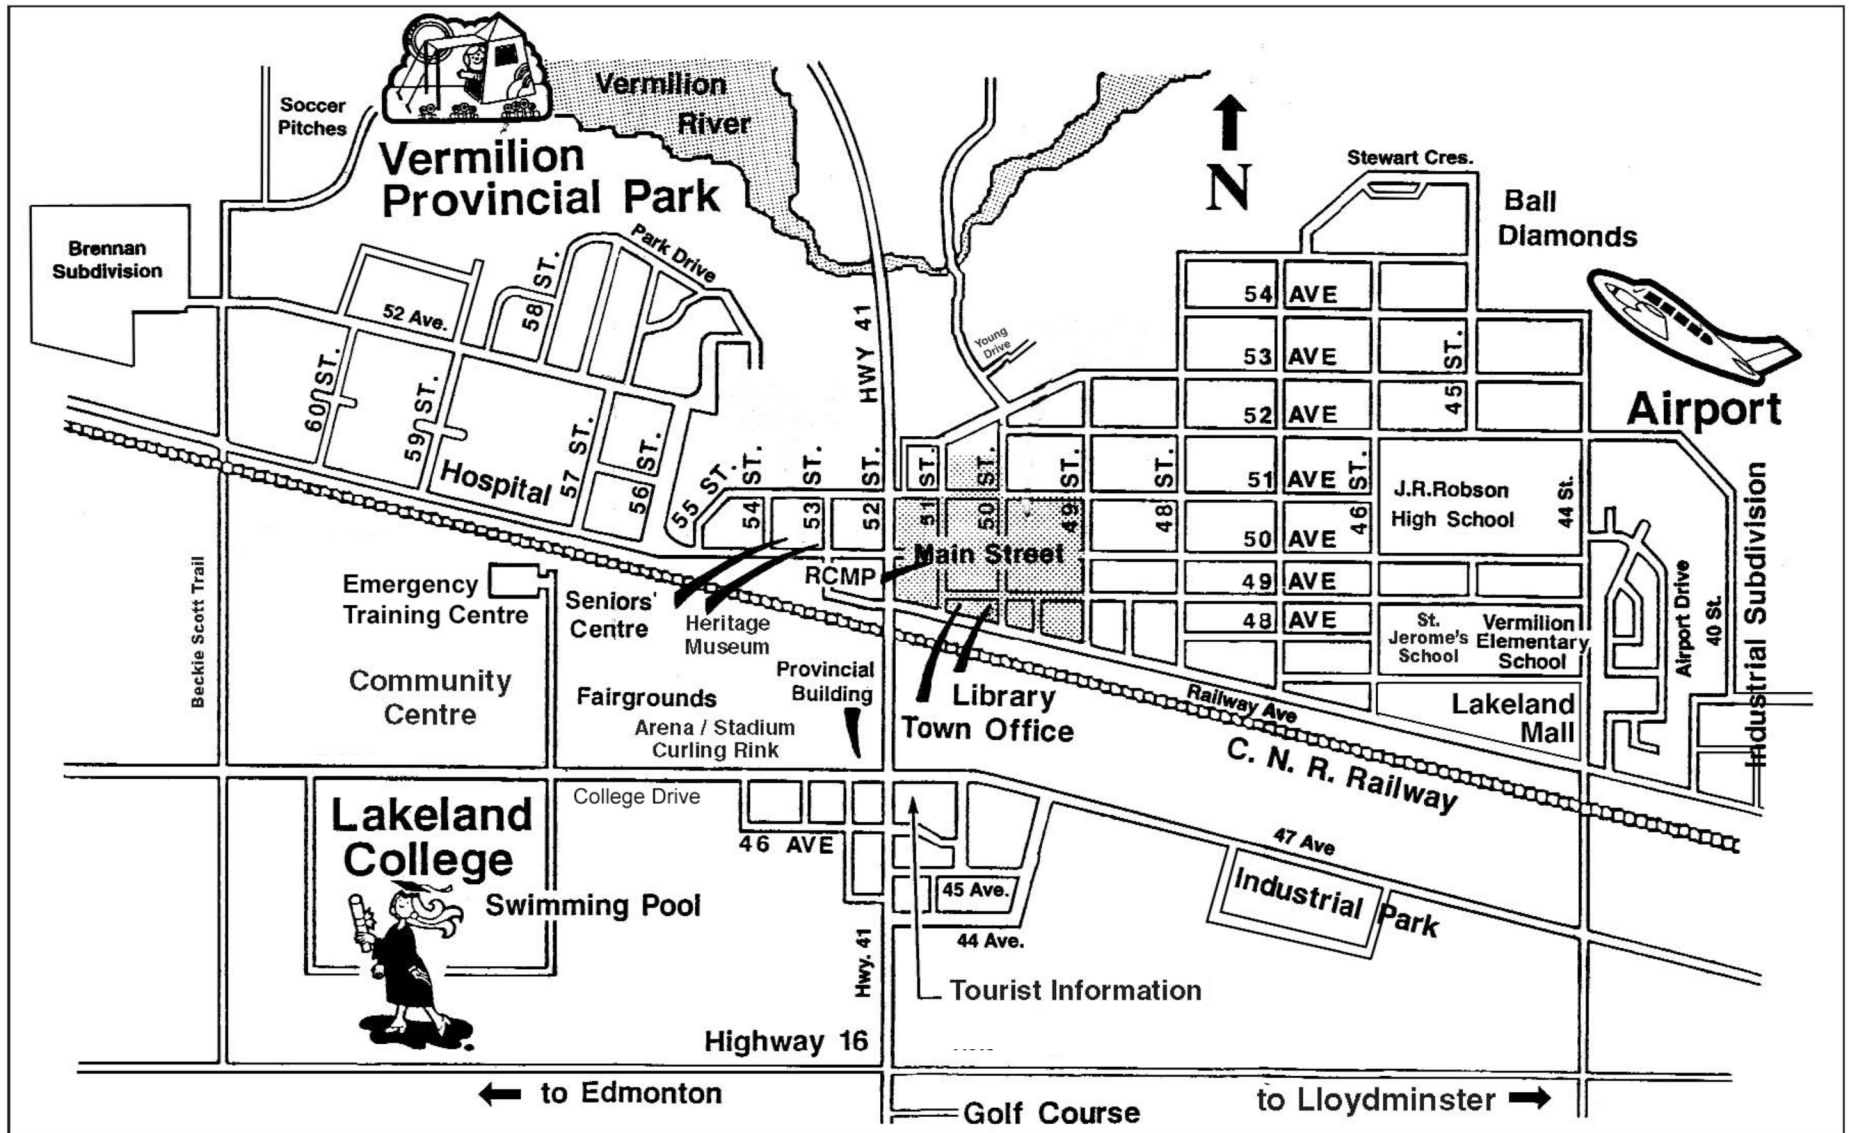 Vermilion
River
Soccer
Pitches
Vermilion
Provincial Park
N
Stewart Cres.
Ball
Diamonds
Brennan
Subdivision
Park Drive
52 Ave.
58 ST.
HWY 41
Young
Drive
54 AVE
53 AVE
52 AVE
45 ST.
Airport
60 ST.
59 ST.
57 ST.
56 ST.
55 ST.
54 ST.
53 ST.
52 ST.
51 ST.
50 ST.
49 ST.
48 ST.
51 AVE
46 ST.
50 AVE
J.R.Robson
High School
44 St.
Hospital
Main Street
RCMP
49 AVE
48 AVE
St.
Jerome's
School
Vermilion
Elementary
School
Airport Drive
40 St.
Industrial Subdivision
Beckie Scott Trail
Emergency
Training Centre
Seniors'
Centre
Heritage
Museum
Provincial
Building
Community
Centre
Fairgrounds
Arena / Stadium
Curling Rink
Library
Town Office
Railway Ave
Lakeland
Mall
C. N. R. Railway
College Drive
Lakeland
College
46 AVE
47 Ave
Swimming Pool
45 Ave.
Industrial Park
44 Ave.
Hwy. 41
Tourist Information
Highway 16
to Edmonton
to Lloydminster
Golf Course